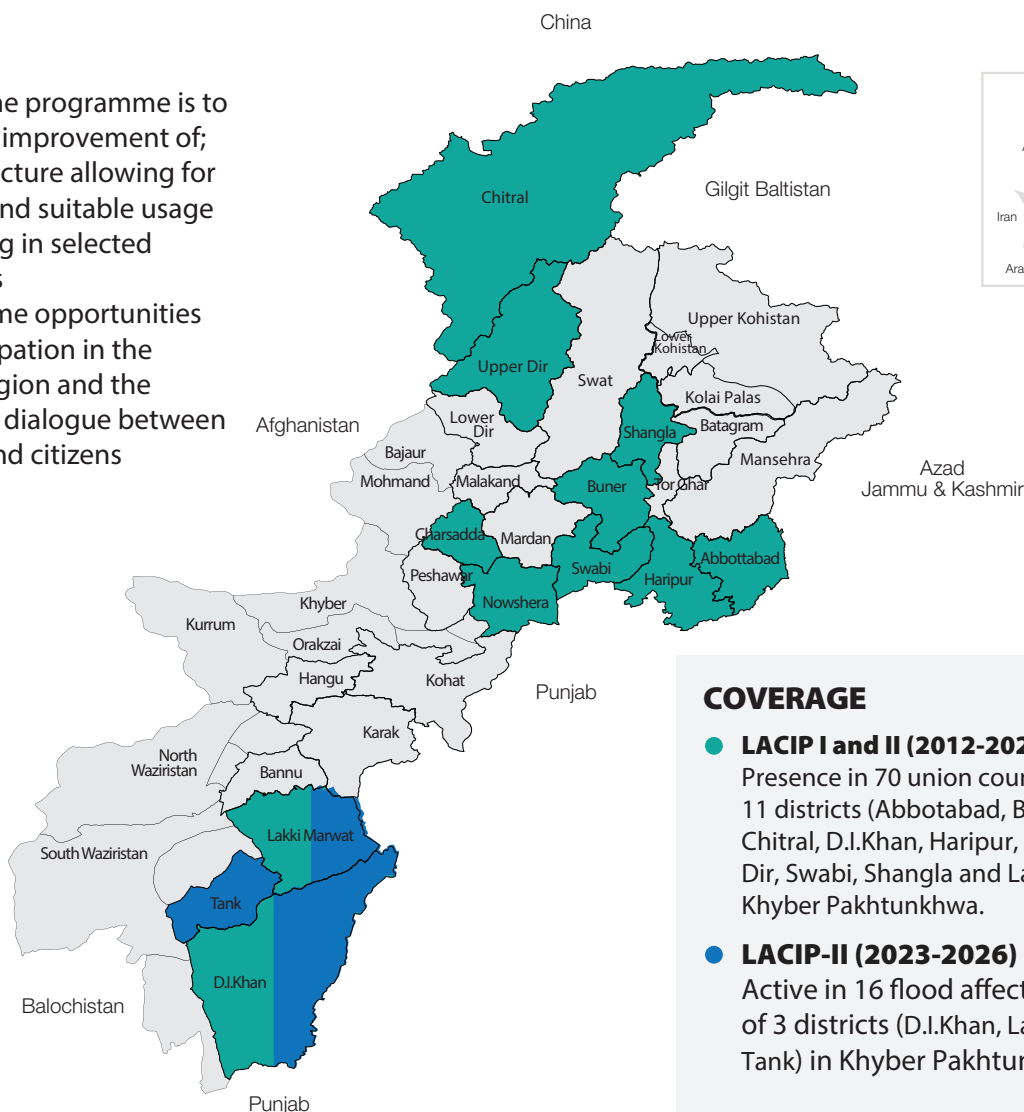 China
ne programme is to
improvement of;
cture allowing for
nd suitable usage
g in selected
s
me opportunities
pation in the
gion and the
dialogue between
nd citizens
Chitral
Gilgit Baltistan
Iran
Ara
Upper Kohistan
Lower
Kohistan
Upper Dir
Swat
Kolai Palas
Afghanistan
Lower
Dir
Shangla
Batagram
Bajaur
Mansehra
Mohmand
Malakand
Buner
Tor Ghar
Azad
Jammu & Kashmir
Charsadda
Mardan
Abbottabad
Peshawar
Swabi
Haripur
Nowshera
Khyber
Kurrum
Orakzai
Hangu
Kohat
Punjab
Karak
North
Waziristan
Bannu
Lakki Marwat
South Waziristan
Tank
D.I.Khan
Balochistan
Punjab
COVERAGE
LACIP I and II (2012-202
Presence in 70 union coun
11 districts (Abbotabad, B
Chitral, D.I.Khan, Haripur,
Dir, Swabi, Shangla and La
Khyber Pakhtunkhwa.
LACIP-II (2023-2026)
Active in 16 flood affect
of 3 districts (D.I.Khan, La
Tank) in Khyber Pakhtun